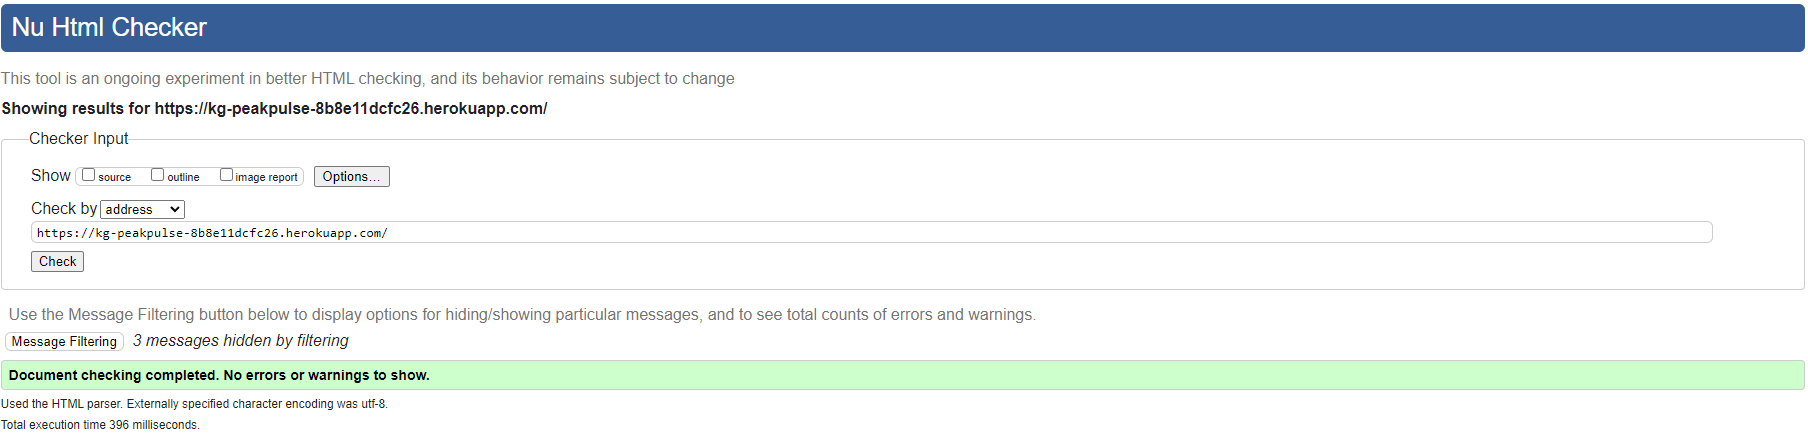 Nu Html Checker
This tool is an ongoing experiment in better HTML checking, and its behavior remains subject to change
Showing results for https://kg-peakpulse-8b8e11dcfc26.herokuapp.com/
Checker Input
Show source outline image report Options...
Check by address
https://kg-peakpulse-8b8e11dcfc26.herokuapp.com/
Check
Use the Message Filtering button below to display options for hiding/showing particular messages, and to see total counts of errors and warnings.
Message Filtering 3 messages hidden by filtering
Document checking completed. No errors or warnings to show.
Used the HTML parser. Externally specified character encoding was utf-8.
Total execution time 396 milliseconds.